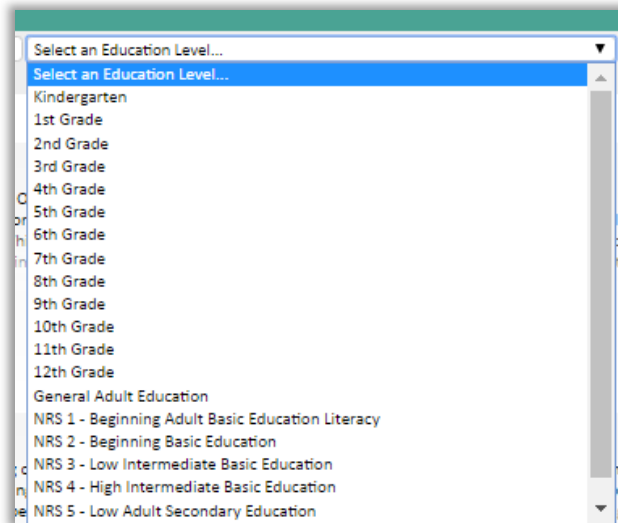 Select an Education Level...
Select an Education Level...
Kindergarten
1st Grade
2nd Grade
3rd Grade
4th Grade
5th Grade
6th Grade
7th Grade
8th Grade
9th Grade
10th Grade
11th Grade
12th Grade
General Adult Education
NRS 1 - Beginning Adult Basic Education Literacy
NRS 2 - Beginning Basic Education
NRS 3 - Low Intermediate Basic Education
NRS 4 - High Intermediate Basic Education
NRS 5 - Low Adult Secondary Education